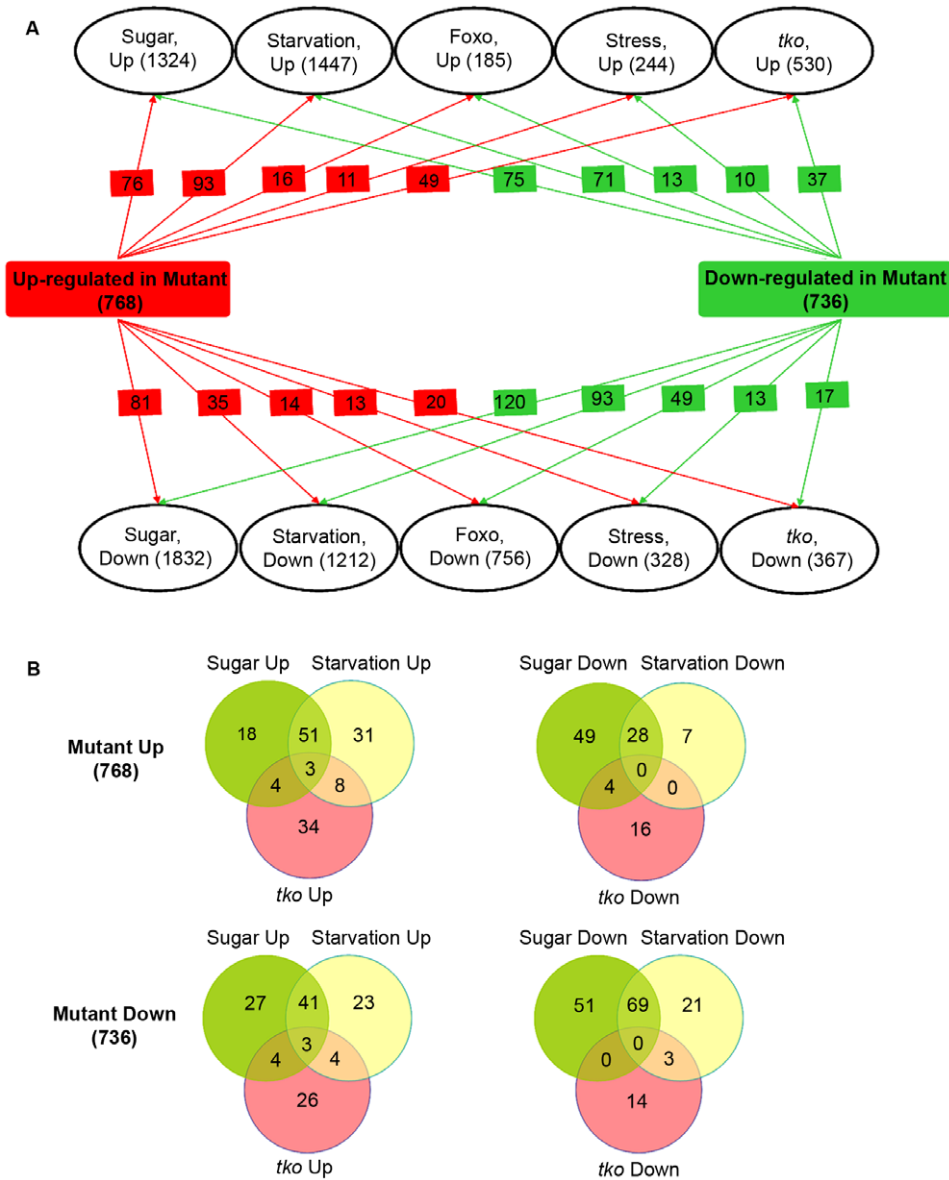 A
Sugar,
Up (1324)
Starvation,
Up (1447)
Foxo,
Up (185)
Stress,
Up (244)
tko,
Up (530)
76
93
16
11
49
75
71
13
10
37
Up-regulated in Mutant
(768)
Down-regulated in Mutant
(736)
81
35
14
13
20
120
93
49
13
17
Sugar,
Down (1832)
Starvation,
Down (1212)
Foxo,
Down (756)
Stress,
Down (328)
tko,
Down (367)
B
Mutant Up
(768)
Sugar Up
Starvation Up
18
51
31
3
4
8
34
tko Up
Sugar Down
Starvation Down
49
28
7
0
4
0
16
tko Down
Mutant Down
(736)
Sugar Up
Starvation Up
27
41
23
3
4
4
26
tko Up
Sugar Down
Starvation Down
51
69
21
0
0
3
14
tko Down